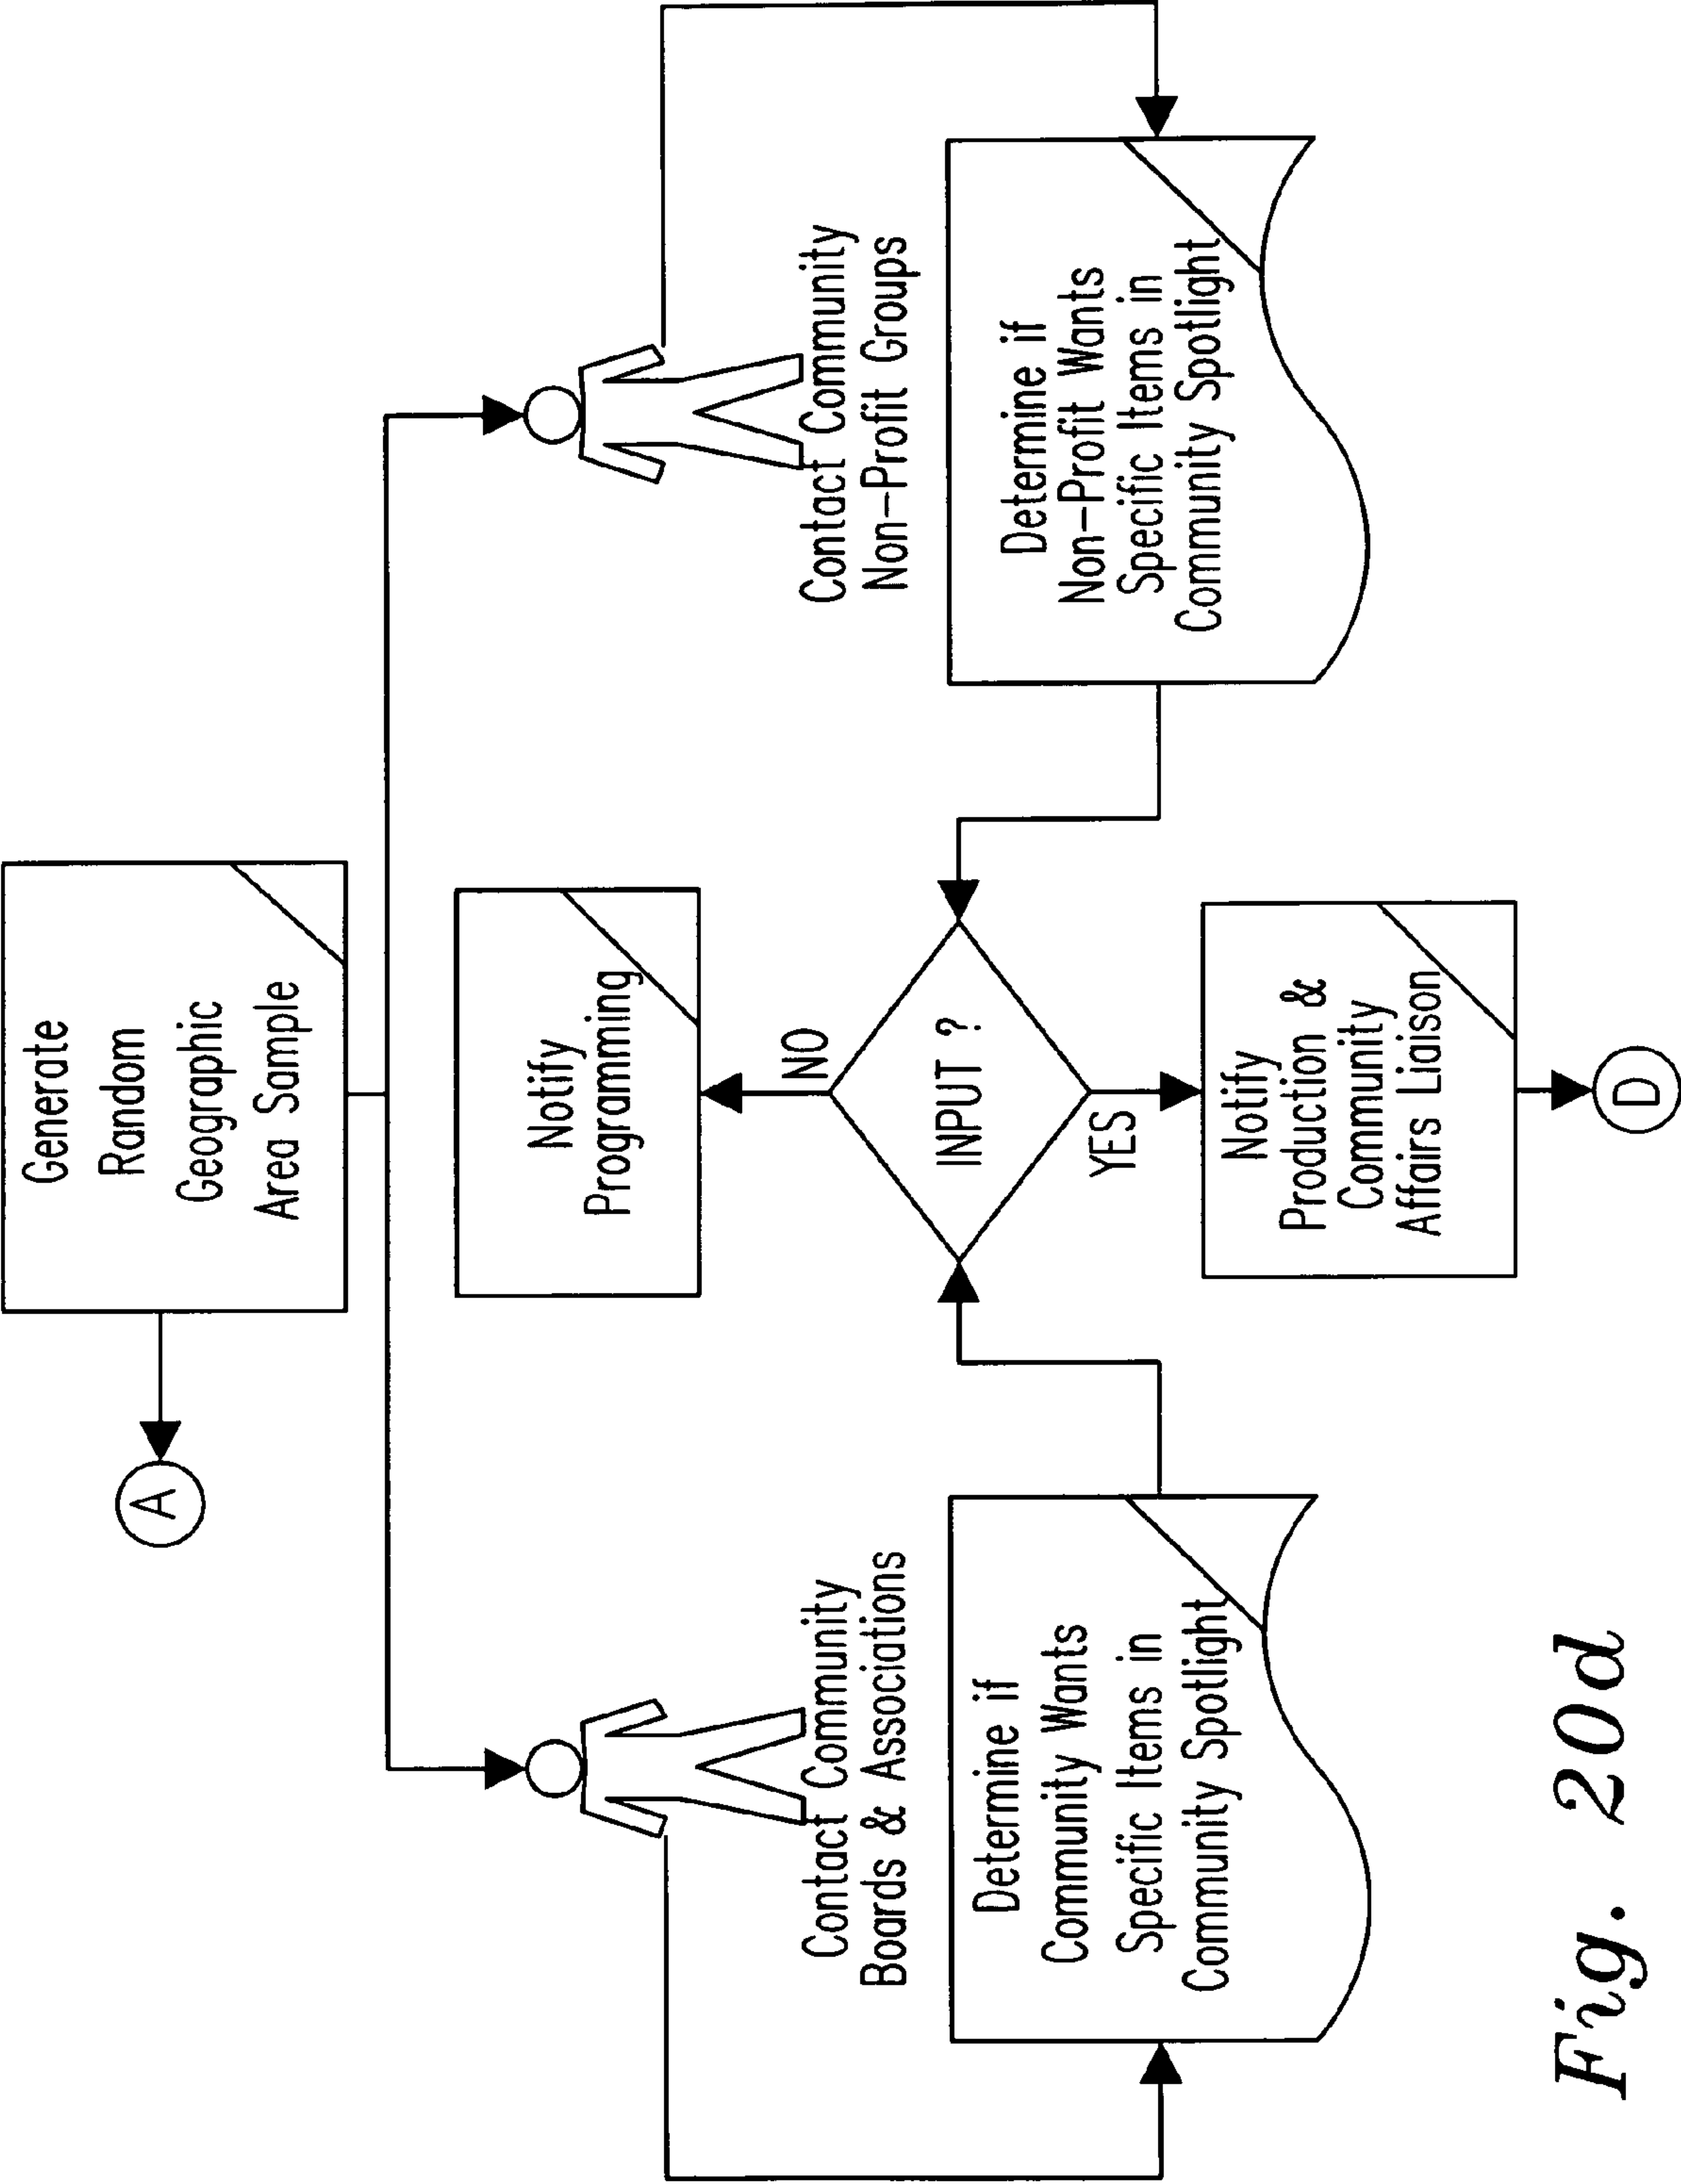 Generate
Random
Geographic
Area Sample
A
Contact Community
Boards & Associations
Notify
Programming
Contact Community
Non-Profit Groups
NO
Determine if
Community Wants
Specific Items in
Community Spotlight
INPUT ?
Determine if
Non-Profit Wants
Specific Items in
Community Spotlight
YES
Notify
Production &
Community
Affairs Liaison
D
Fig. 20d